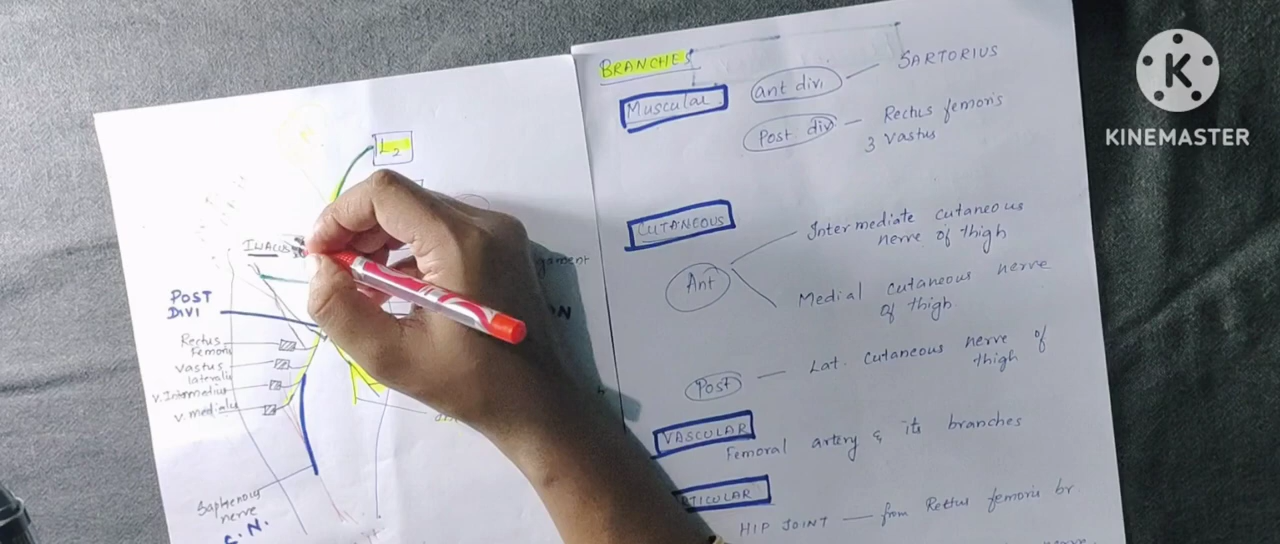 L2
ILIACUS
POST
DIVI
Rectus
Femoris
Vastus
lateralis
V. Intermedius
V. medialis
Saphenous
nerve
C. N.
BRANCHES
Muscular
ant divi
SARTORIUS
Post div
Rectus femoris
3 Vastus
CUTANEOUS
Ant
Intermediate cutaneous
nerve of thigh
Medial cutaneous nerve
of thigh
Post
Lat. cutaneous nerve of
thigh
VASCULAR
Femoral artery & its branches
HIP JOINT — from Rectus femoris br.
K
KINEMASTER